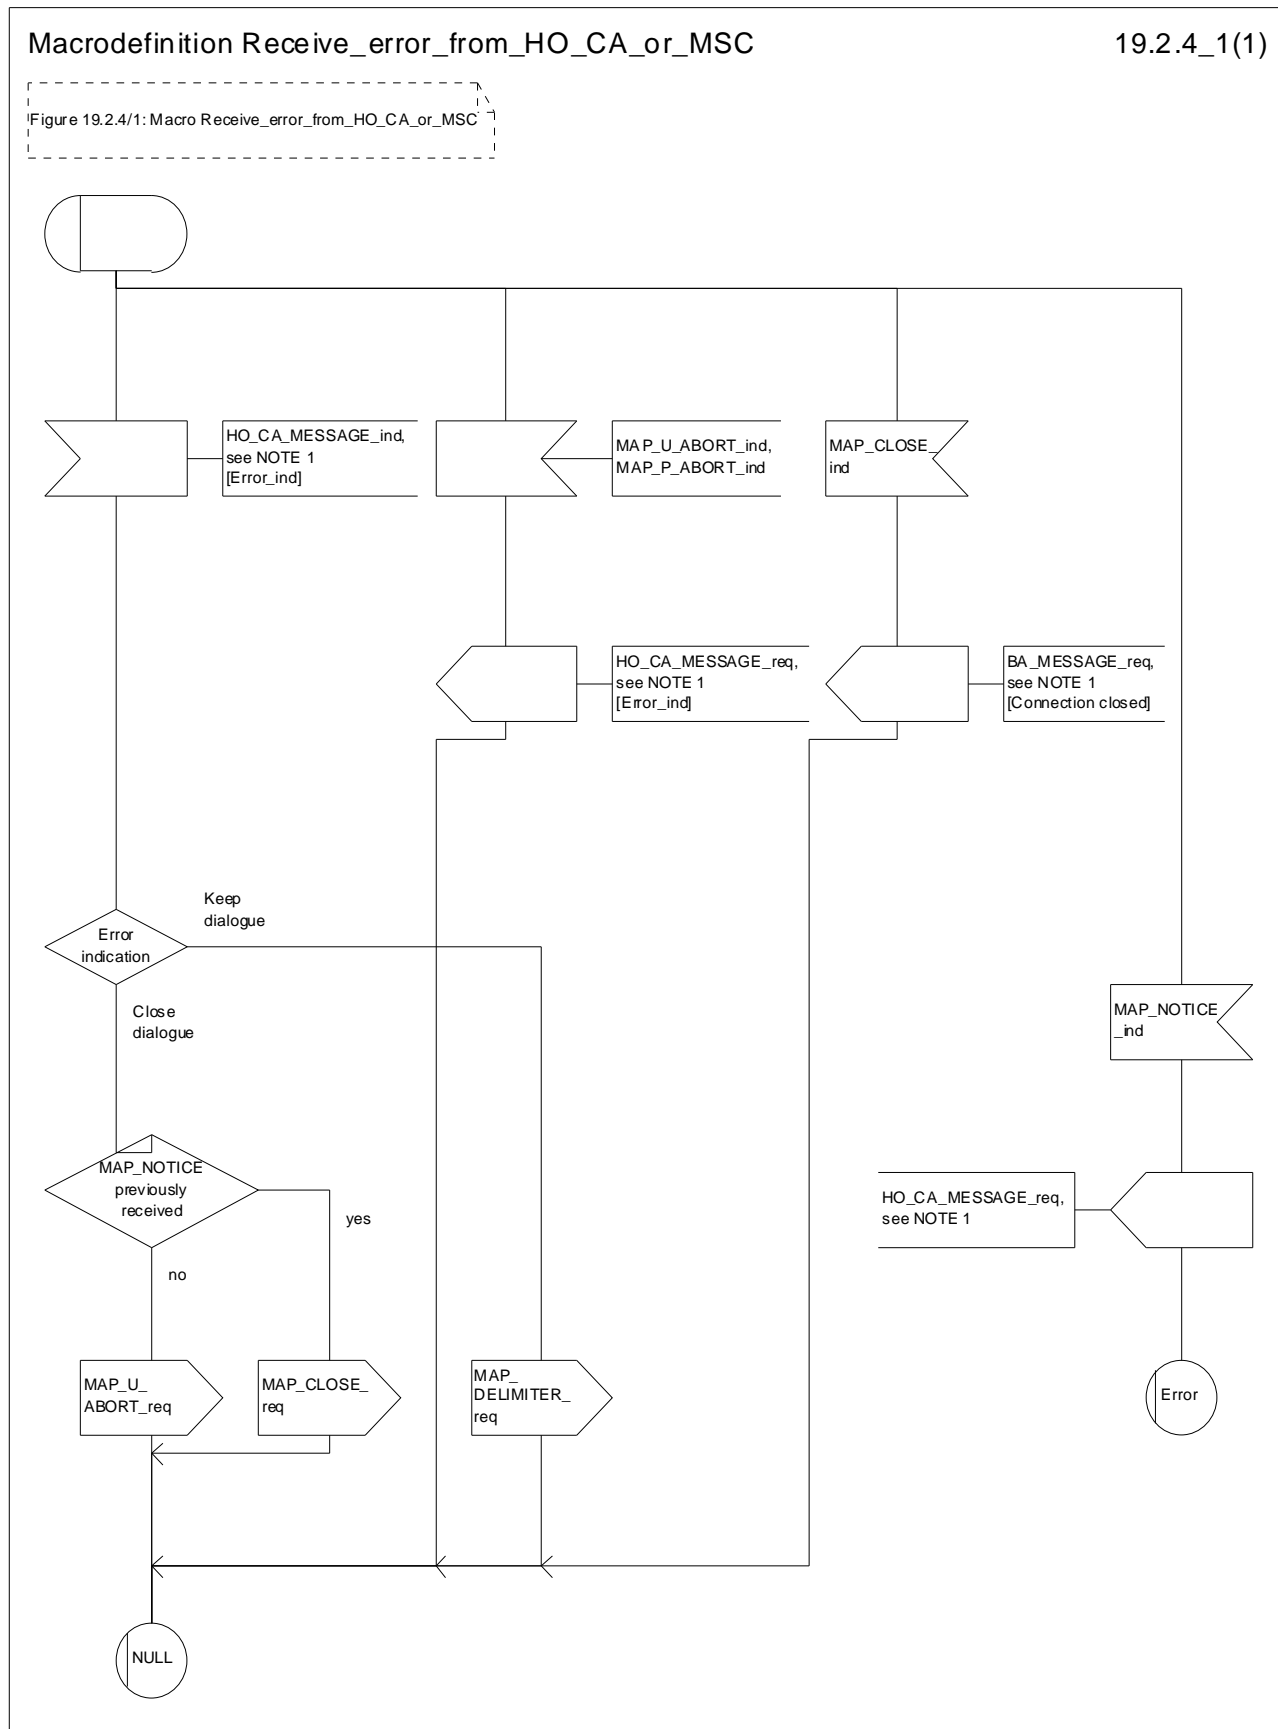 Macrodefinition Receive_error_from_HO_CA_or_MSC
19.2.4_1(1)
Figure 19.2.4/1: Macro Receive_error_from_HO_CA_or_MSC
HO_CA_MESSAGE_ind,
see NOTE 1
[Error_ind]
MAP_U_ABORT_ind,
MAP_P_ABORT_ind
MAP_CLOSE_
ind
HO_CA_MESSAGE_req,
see NOTE 1
[Error_ind]
BA_MESSAGE_req,
see NOTE 1
[Connection closed]
Keep
dialogue
Error
indication
Close
dialogue
MAP_NOTICE
_ind
MAP_NOTICE
previously
received
yes
no
HO_CA_MESSAGE_req,
see NOTE 1
MAP_U_
ABORT_req
MAP_CLOSE_
req
MAP_
DELIMITER_
req
Error
NULL